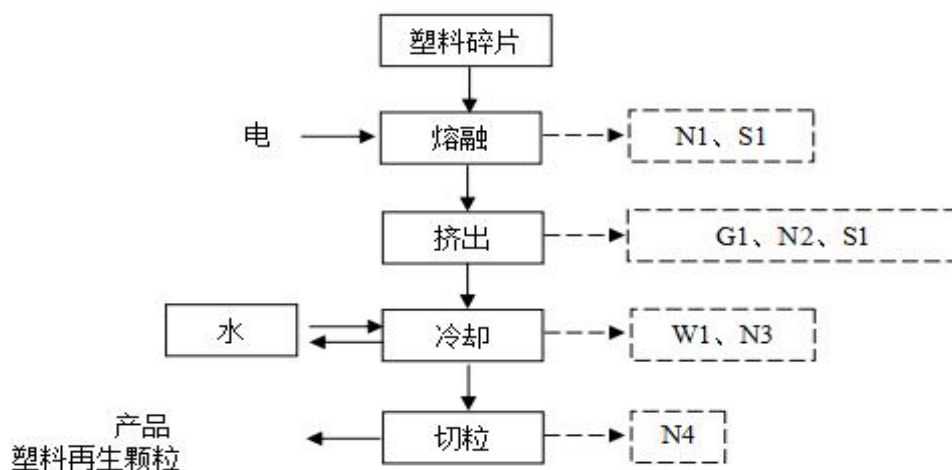 塑料碎片
电
熔融
N1、S1
挤出
G1、N2、S1
水
冷却
W1、N3
产品
塑料再生颗粒
切粒
N4